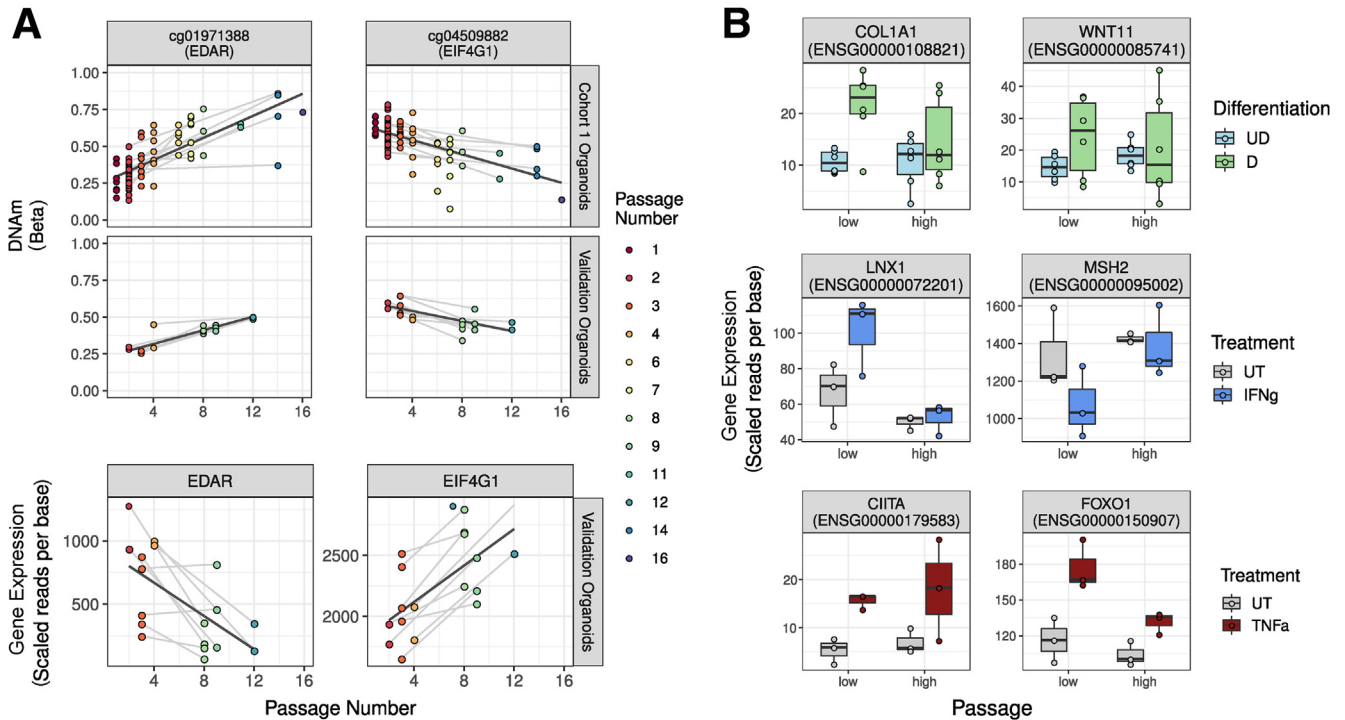 A
cg01971388
(EDAR)
cg04509882
(EIF4G1)
DNAm
(Beta)
1.00
0.75
0.50
0.25
0.00
Cohort 1 Organoids
1.00
0.50
0.25
0.00
Validation Organoids
4
8
12
16
4
8
12
16
EDAR
EIF4G1
Gene Expression
(Scaled reads per base)
1000
500
2500
2000
Validation Organoids
4
8
12
16
4
8
12
16
Passage Number
Passage
Number
1
2
3
4
6
7
8
9
11
12
14
16
B
COL1A1
(ENSG00000108821)
WNT11
(ENSG00000085741)
20
10
40
30
20
10
low
high
low
high
Differentiation
UD
D
Gene Expression
(Scaled reads per base)
LNX1
(ENSG00000072201)
MSH2
(ENSG00000095002)
100
80
60
40
1600
1400
1200
1000
low
high
low
high
Treatment
UT
IFNg
CIITA
(ENSG00000179583)
FOXO1
(ENSG00000150907)
20
10
180
150
120
low
high
low
high
Treatment
UT
TNFa
Passage